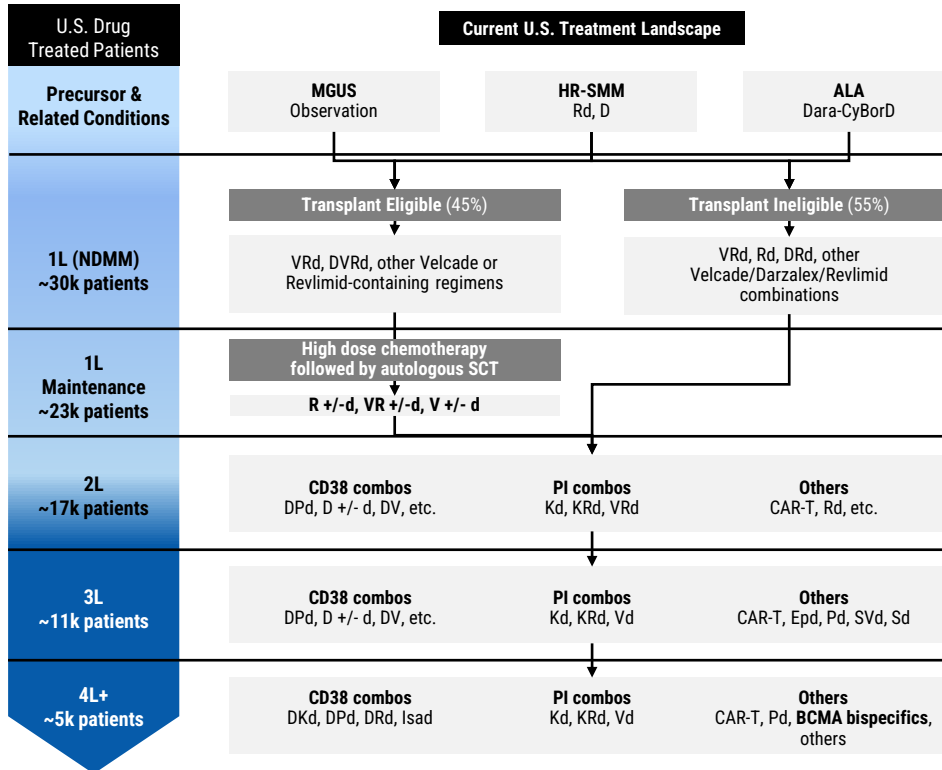 U.S. Drug
Treated Patients
Current U.S. Treatment Landscape
Precursor &
Related Conditions
MGUS
Observation
HR-SMM
Rd, D
ALA
Dara-CyBorD
1L (NDMM)
~30k patients
Transplant Eligible (45%)
VRd, DVRd, other Velcade or
Revlimid-containing regimens
Transplant Ineligible (55%)
VRd, Rd, DRd, other
Velcade/Darzalex/Revlimid
combinations
1L
Maintenance
~23k patients
High dose chemotherapy
followed by autologous SCT
R +/-d, VR +/-d, V +/- d
2L
~17k patients
CD38 combos
DPd, D +/- d, DV, etc.
PI combos
Kd, KRd, VRd
Others
CAR-T, Rd, etc.
3L
~11k patients
CD38 combos
DPd, D +/- d, DV, etc.
PI combos
Kd, KRd, Vd
Others
CAR-T, Epd, Pd, SVd, Sd
4L+
~5k patients
CD38 combos
DKd, DPd, DRd, Isad
PI combos
Kd, KRd, Vd
Others
CAR-T, Pd, BCMA bispecifics,
others